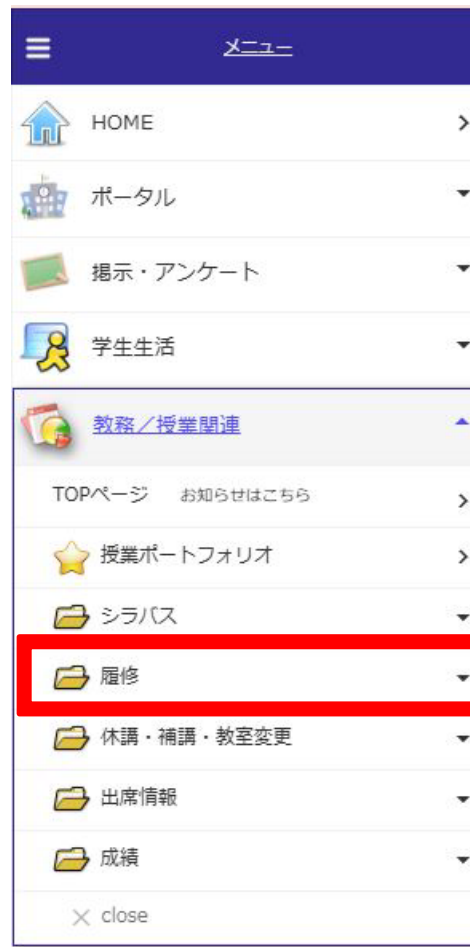 メニュー
HOME
ポータル
掲示・アンケート
学生生活
教務／授業関連
TOPページ お知らせはこちら
授業ポートフォリオ
シラバス
履修
休講・補講・教室変更
出席情報
成績
× close